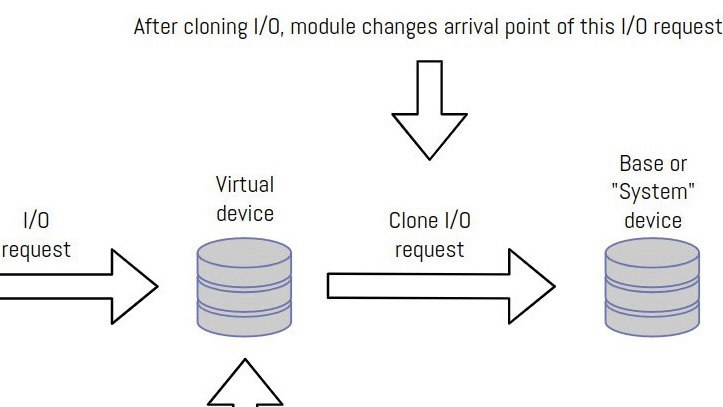 After cloning I/O, module changes arrival point of this I/O request
Base or
"System"
device
Virtual
device
I/O
request
Clone I/O
request